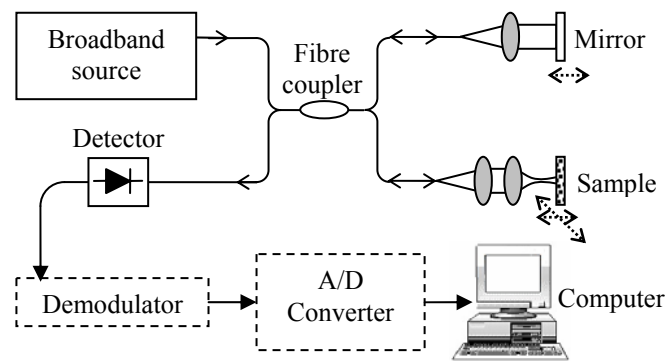 Broadband
source
Fibre
coupler
Mirror
Detector
Sample
Demodulator
A/D
Converter
Computer